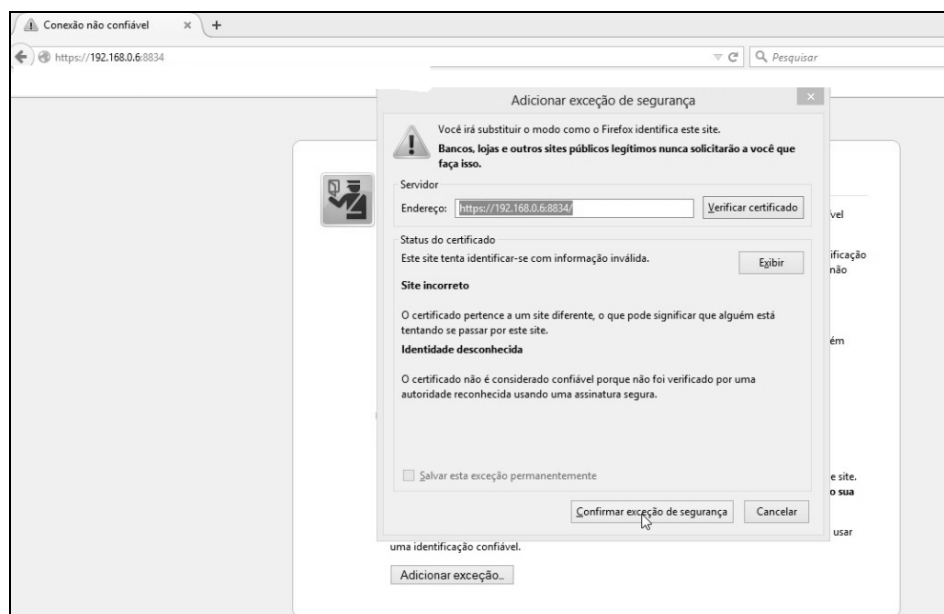 Conexão não confiável
https://192.168.0.6:8834
Pesquisar
Adicionar exceção de segurança
Você irá substituir o modo como o Firefox identifica este site.
Bancos, lojas e outros sites públicos legítimos nunca solicitarão a você que
faça isso.
Servidor
Endereço: https://192.168.0.6:8834/ Verificar certificado
vel
Status do certificado
Este site tenta identificar-se com informação inválida. Exibir
ificação
não
Site incorreto
O certificado pertence a um site diferente, o que pode significar que alguém está
tentando se passar por este site.
ém
Identidade desconhecida
O certificado não é considerado confiável porque não foi verificado por uma
autoridade reconhecida usando uma assinatura segura.
Salvar esta exceção permanentemente
e site.
o sua
Confirmar exceção de segurança Cancelar
usar
uma identificação confiável.
Adicionar exceção..